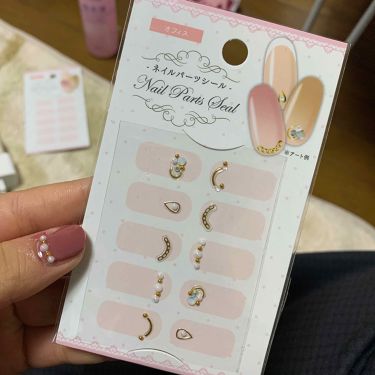 オフィス
・ネイルパーツシール・
Nail Parts Seal
※アート例